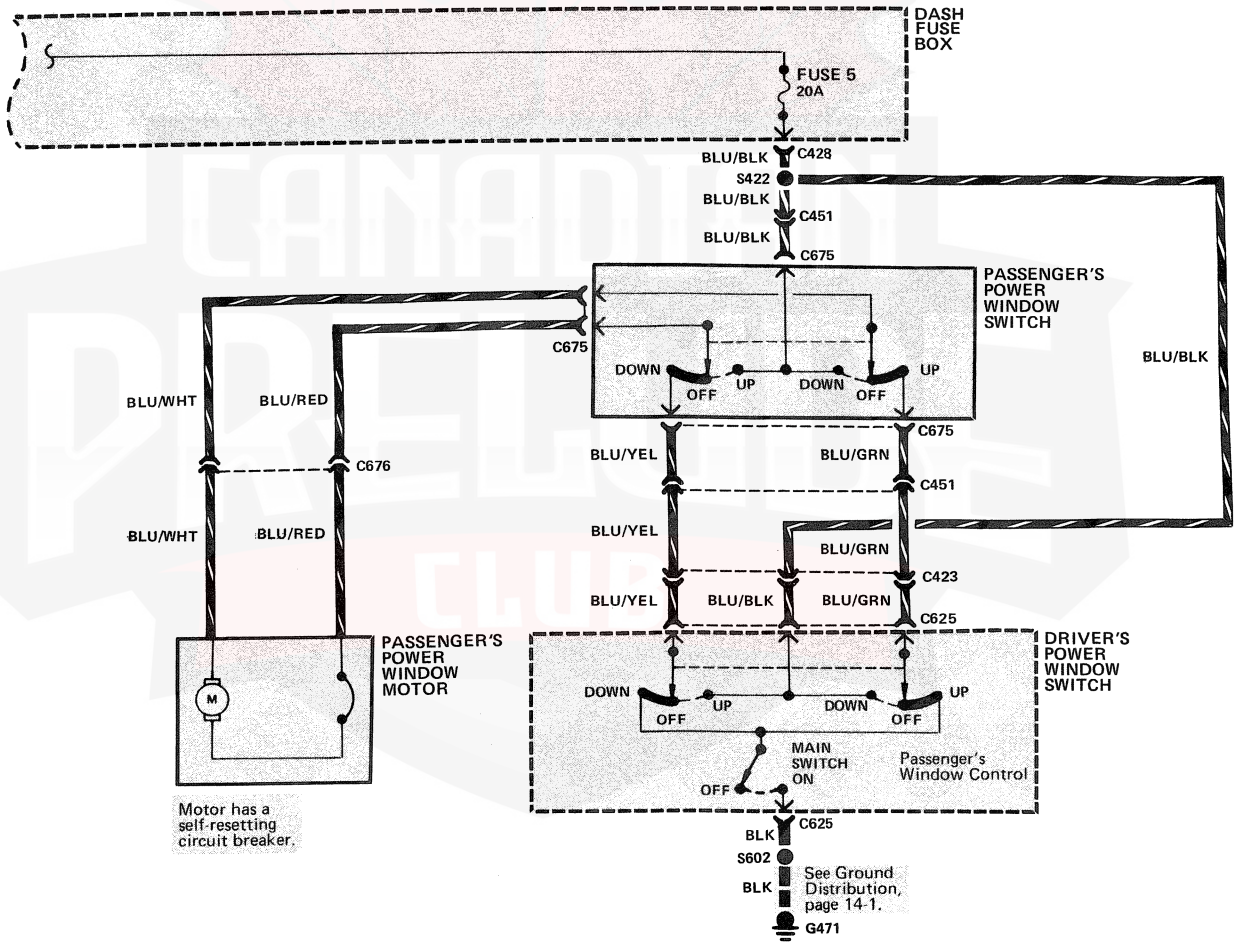 DASH
FUSE
BOX
FUSE 5
20A
BLU/BLK
C428
S422
BLU/BLK
C451
BLU/BLK
C675
PASSENGER'S
POWER
WINDOW
SWITCH
C675
BLU/BLK
DOWN
OFF
UP
DOWN
OFF
UP
BLU/WHT
BLU/RED
C676
BLU/YEL
BLU/GRN
C675
C451
BLU/WHT
BLU/RED
BLU/YEL
BLU/GRN
C423
BLU/YEL
BLU/BLK
BLU/GRN
C625
PASSENGER'S
POWER
WINDOW
MOTOR
M
DRIVER'S
POWER
WINDOW
SWITCH
DOWN
OFF
UP
DOWN
OFF
UP
MAIN
SWITCH
ON
OFF
Passenger's
Window Control
Motor has a
self-resetting
circuit breaker.
BLK
C625
S602
BLK
See Ground
Distribution,
page 14-1.
G471
CANADIAN
PRELUDE
CLUB